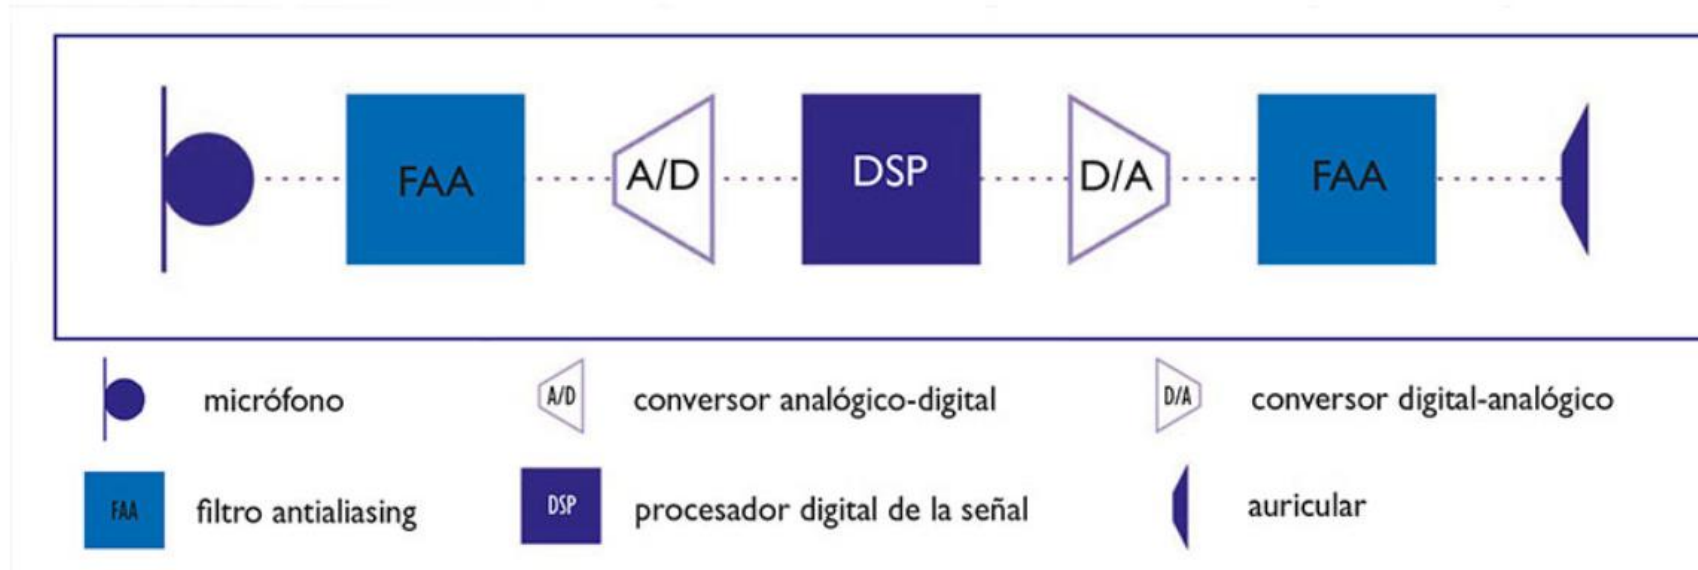 FAA
A/D
DSP
D/A
FAA
micrófono
A/D
conversor analógico-digital
D/A
conversor digital-analógico
FAA
filtro antialiasing
DSP
procesador digital de la señal
auricular